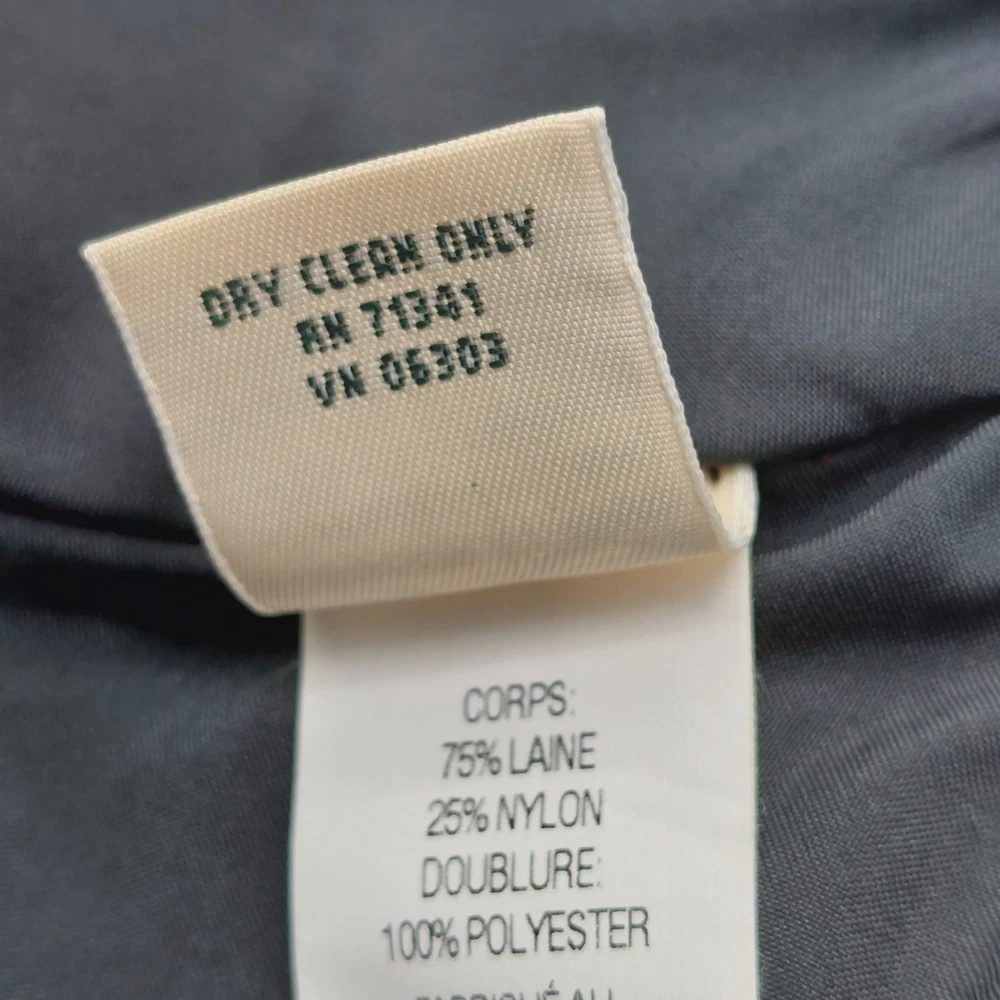 DRY CLEAN ONLY
RN 71341
VN 06303
CORPS:
75% LAINE
25% NYLON
DOUBLURE:
100% POLYESTER